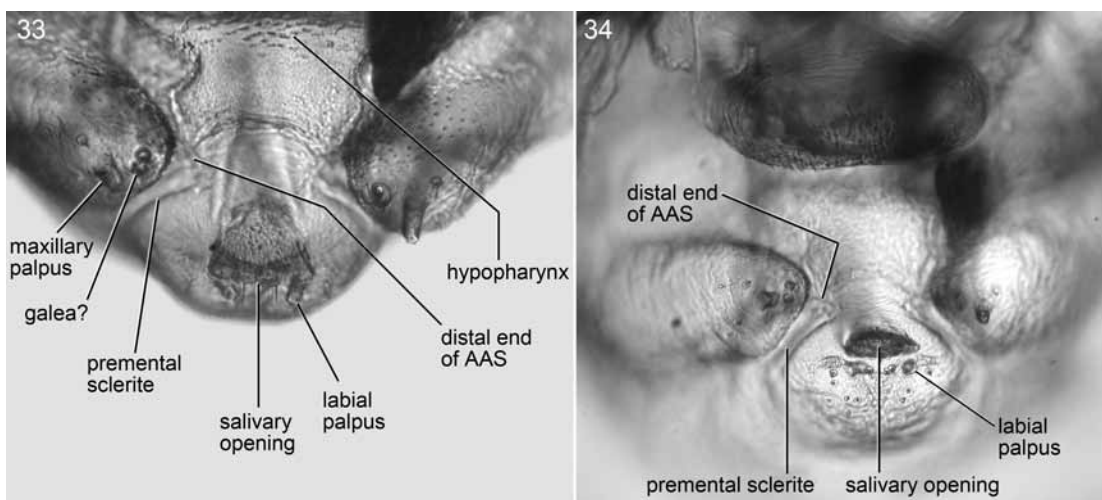 33
maxillary
palpus
galea?
premental
sclerite
salivary
opening
labial
palpus
distal end
of AAS
hypopharynx
34
distal end
of AAS
premental sclerite
salivary opening
labial
palpus